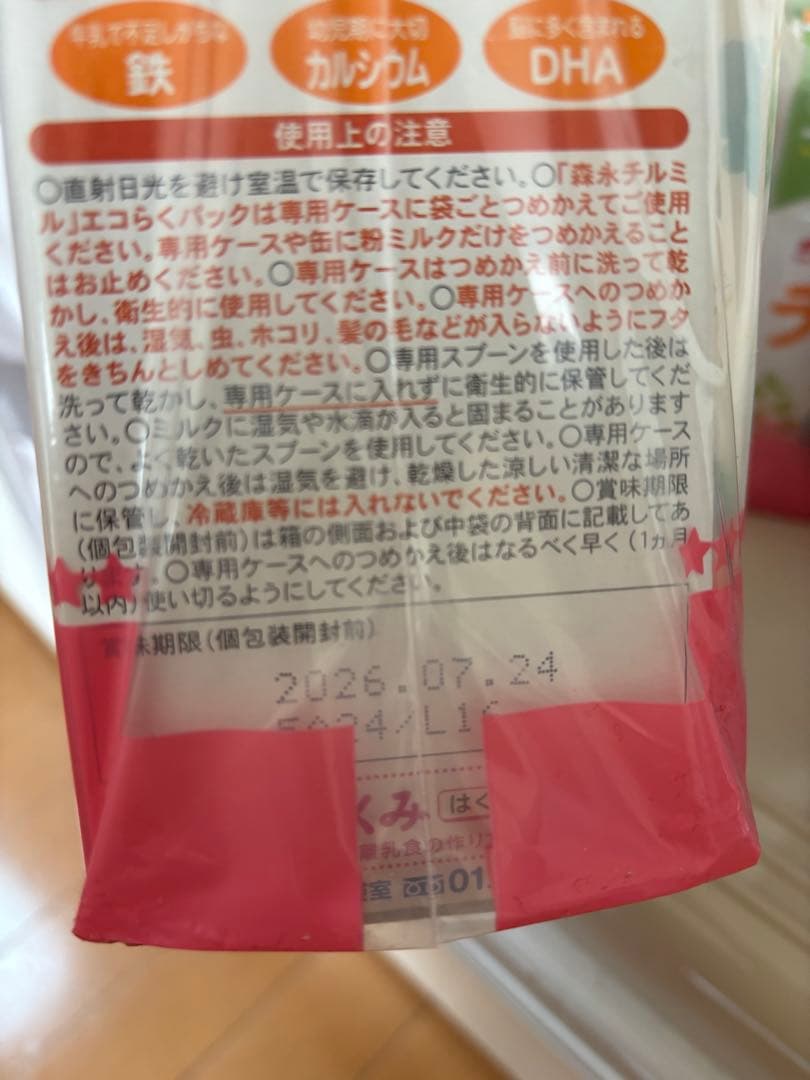 牛乳で不足しがちな
鉄
幼児期に大切
カルシウム
脳に多く含まれる
DHA
使用上の注意
○直射日光を避け室温で保存してください。○「森永チルミ
ル」エコらくパックは専用ケースに袋ごとつめかえてご使用
ください。専用ケースや缶に粉ミルクだけをつめかえること
はお止めください。○専用ケースはつめかえ前に洗って乾
かし、衛生的に使用してください。○専用ケースへのつめか
え後は、湿気、虫、ホコリ、髪の毛などが入らないようにフタ
をきちんとしめてください。○専用スプーンを使用した後は
洗って乾かし、専用ケースに入れずに衛生的に保管してくだ
さい。○ミルクに湿気や水滴が入ると固まることがあります
ので、よく乾いたスプーンを使用してください。○専用ケース
へのつめかえ後は湿気を避け、乾燥した涼しい清潔な場所
に保管し、冷蔵庫等には入れないでください。○賞味期限
(個包装開封前)は箱の側面および中袋の背面に記載してあ
ります。○専用ケースへのつめかえ後はなるべく早く(1ヵ月
以内)使い切るようにしてください。
賞味期限(個包装開封前)
2026.07.24
24/L1
くみ はく
離乳食の作り
室 01